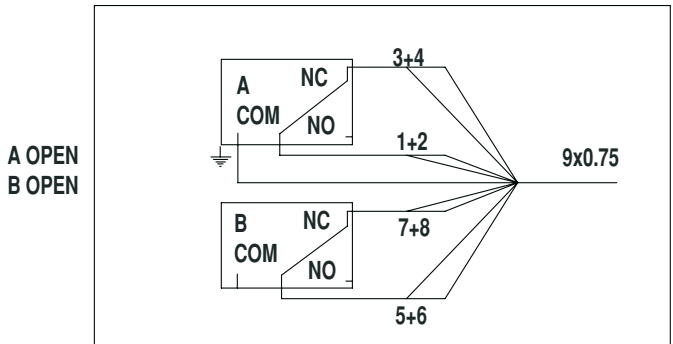 3+4
A NC
COM
NO
1+2
A OPEN
9x0.75
B OPEN
B NC
7+8
COM
NO
5+6